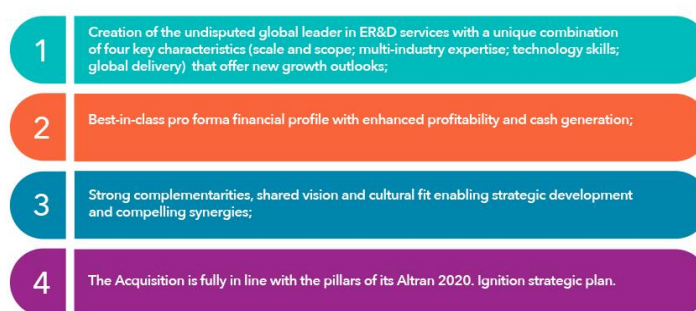 1
Creation of the undisputed global leader in ER&D services with a unique combination
of four key characteristics (scale and scope; multi-industry expertise; technology skills;
global delivery) that offer new growth outlooks;
2
Best-in-class pro forma financial profile with enhanced profitability and cash generation;
3
Strong complementarities, shared vision and cultural fit enabling strategic development
and compelling synergies;
4
The Acquisition is fully in line with the pillars of its Altran 2020. Ignition strategic plan.